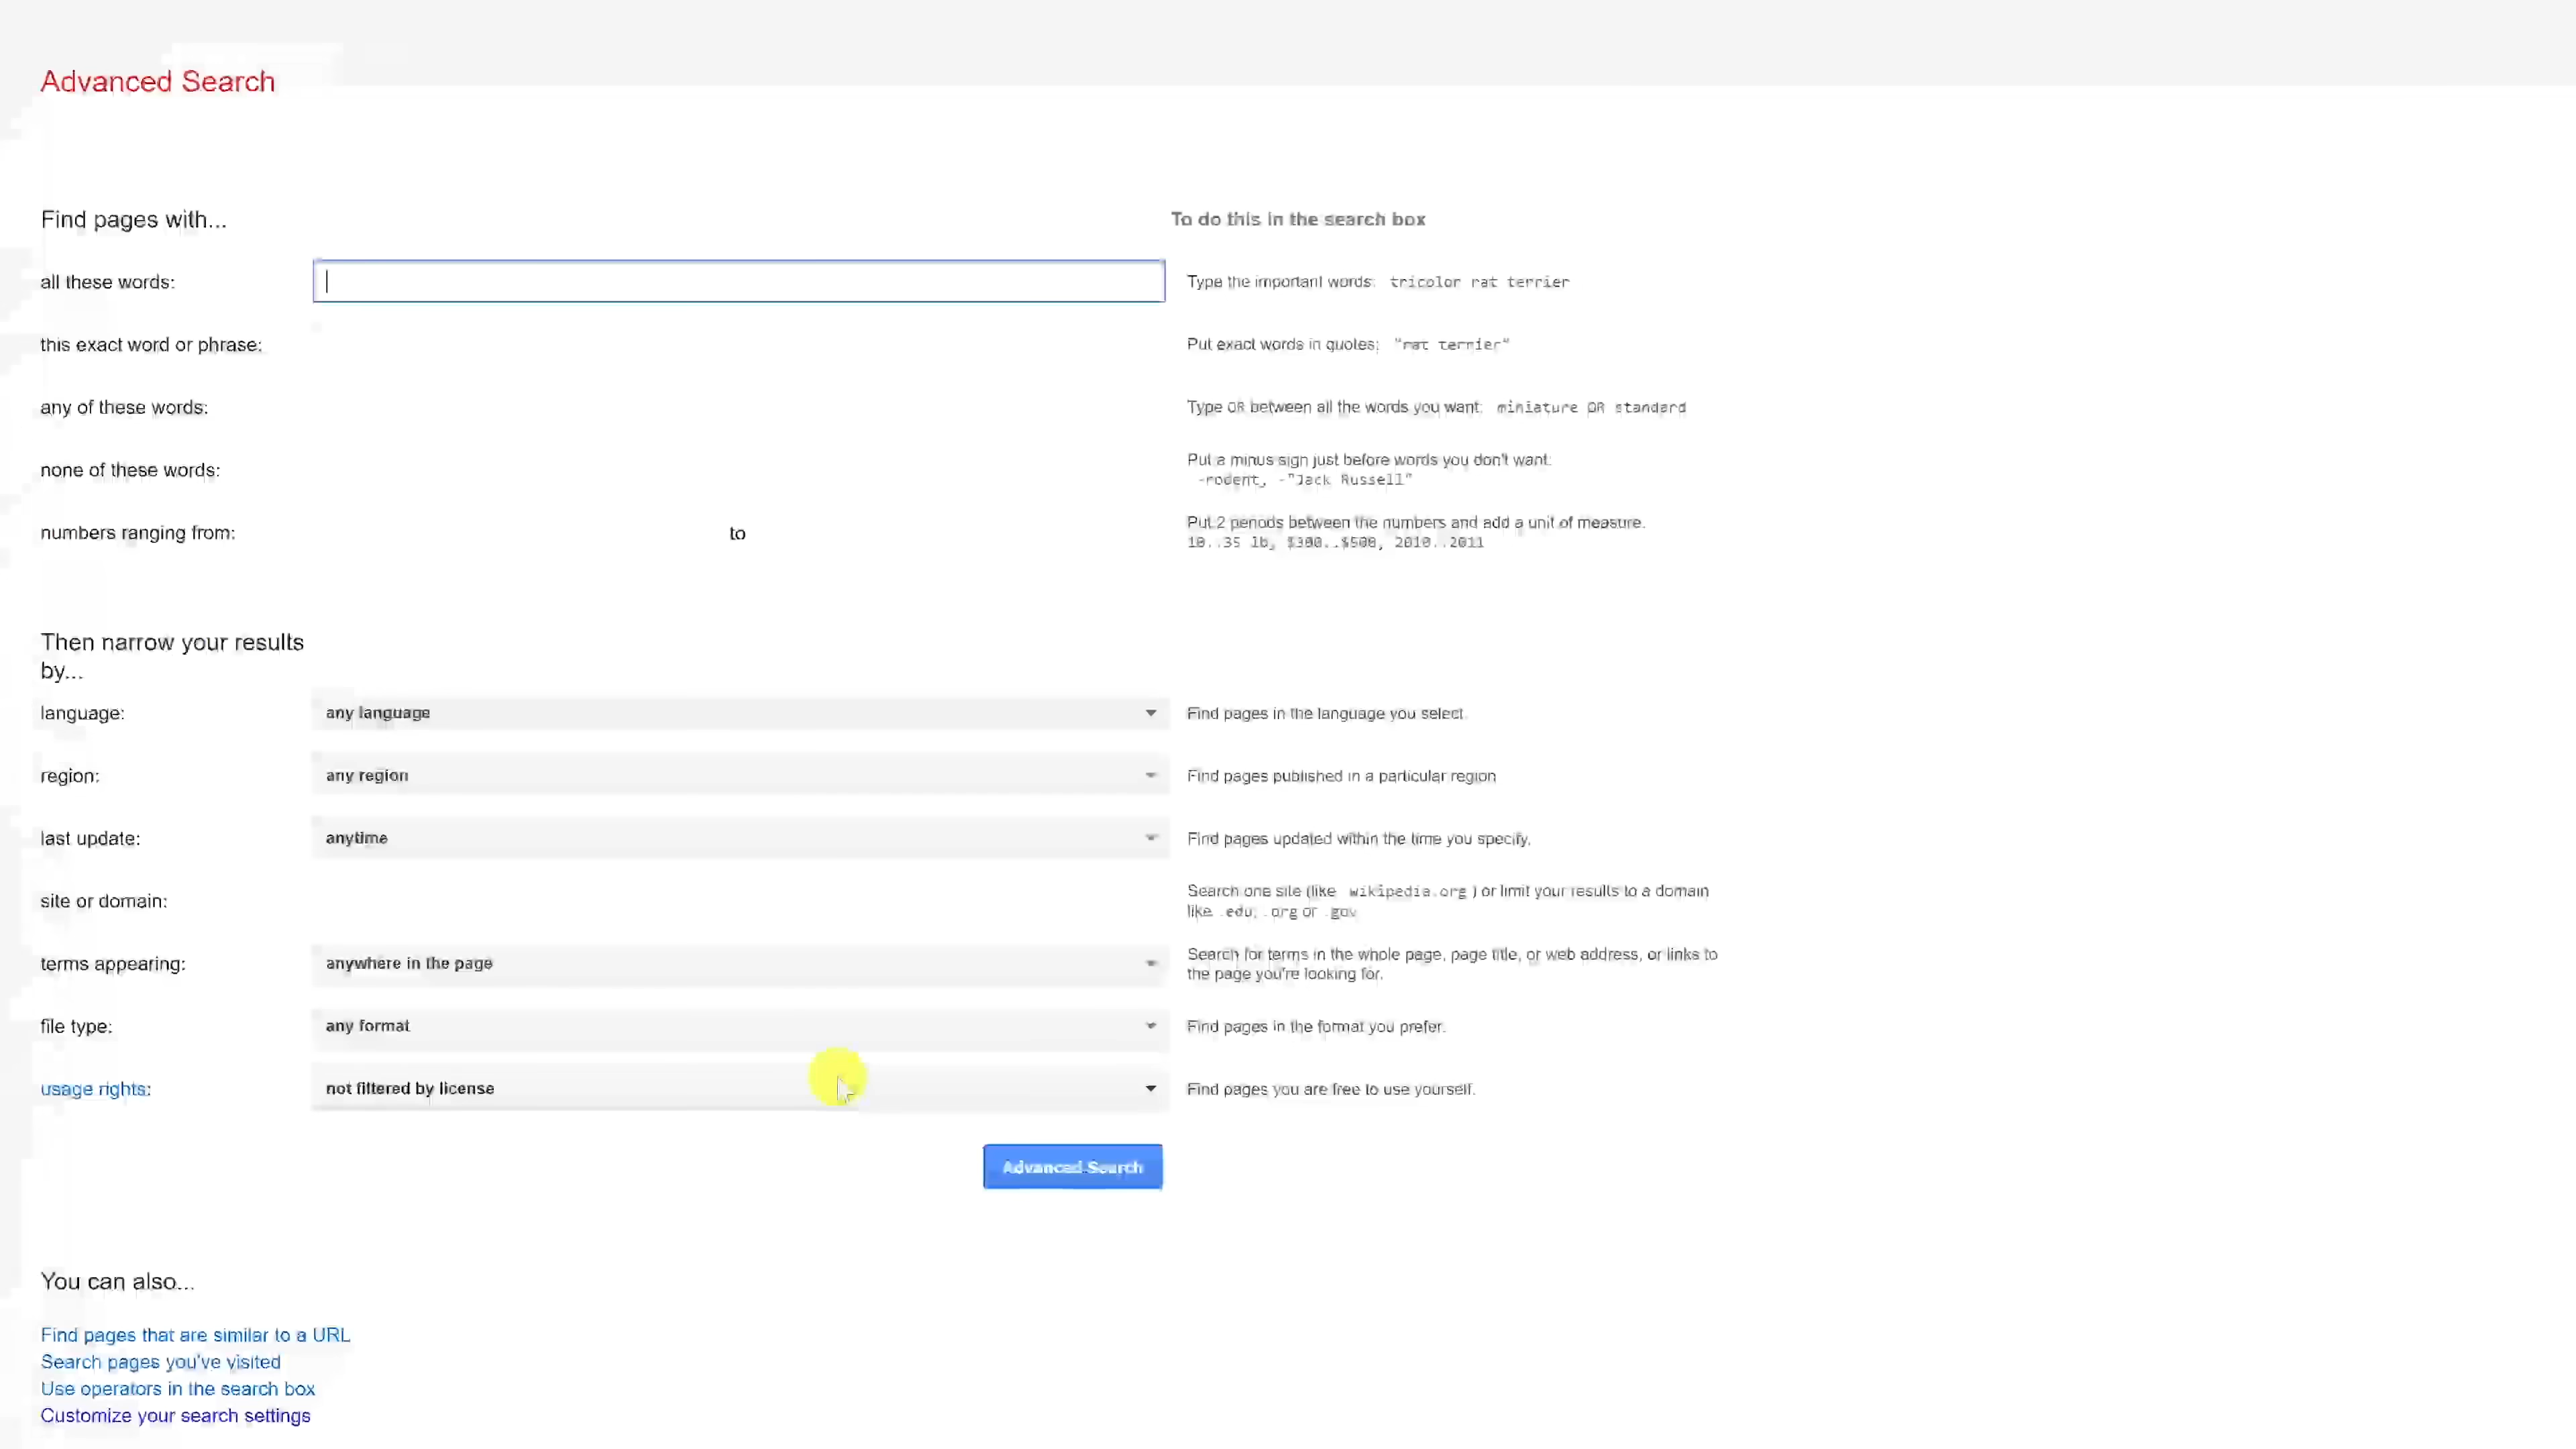 Advanced Search
Find pages with...
To do this in the search box
all these words:
Type the important words: tricolor rat terrier
this exact word or phrase:
Put exact words in quotes: "rat terrier"
any of these words:
Type OR between all the words you want: miniature OR standard
none of these words:
Put a minus sign just before words you don't want:
-rodent, -"Jack Russell"
numbers ranging from:
to
Put 2 periods between the numbers and add a unit of measure.
10..35 lb, $300..$500, 2010..2011
Then narrow your results
by...
language:
any language
Find pages in the language you select.
region:
any region
Find pages published in a particular region
last update:
anytime
Find pages updated within the time you specify.
site or domain:
Search one site (like wikipedia.org ) or limit your results to a domain
like .edu, .org or .gov
terms appearing:
anywhere in the page
Search for terms in the whole page, page title, or web address, or links to
the page you're looking for.
file type:
any format
Find pages in the format you prefer.
usage rights:
not filtered by license
Find pages you are free to use yourself.
Advanced Search
You can also...
Find pages that are similar to a URL
Search pages you've visited
Use operators in the search box
Customize your search settings